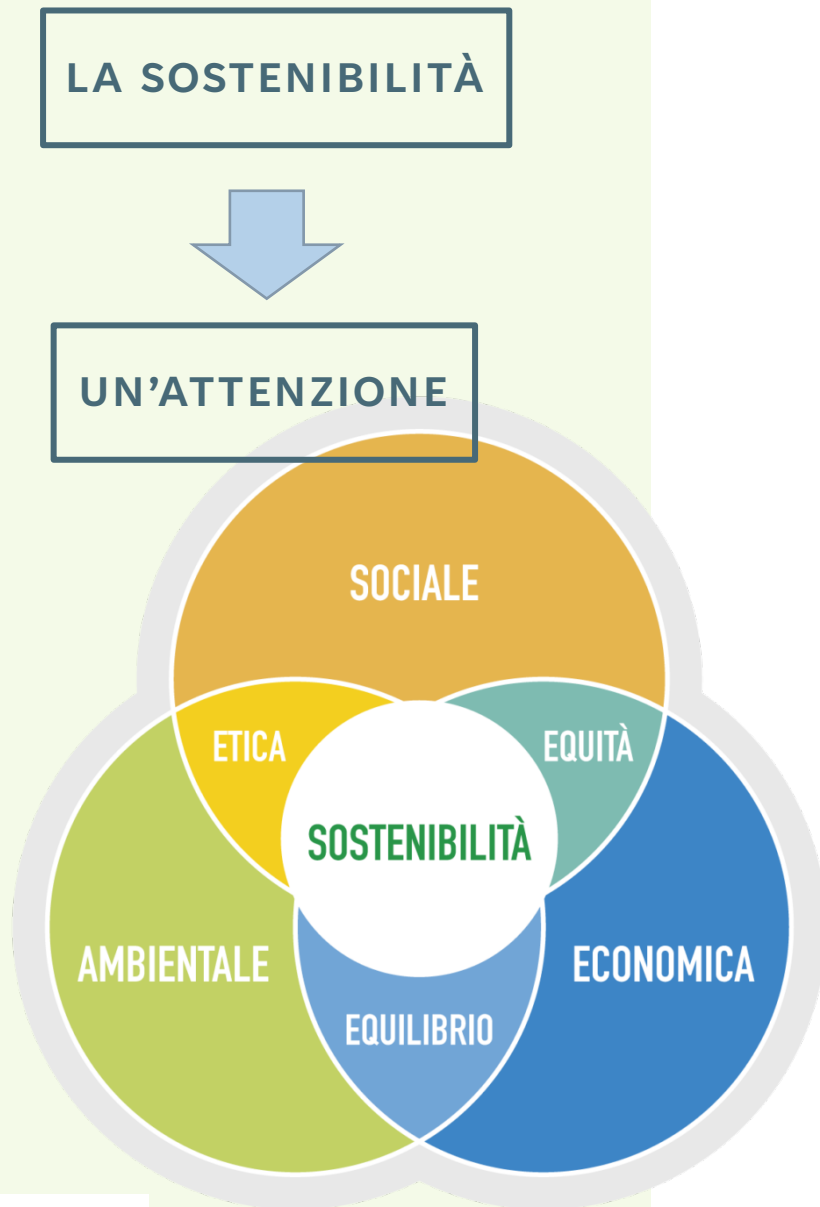 LA SOSTENIBILITÀ
UN’ATTENZIONE
SOCIALE
ETICA
EQUITÀ
SOSTENIBILITÀ
AMBIENTALE
ECONOMICA
EQUILIBRIO